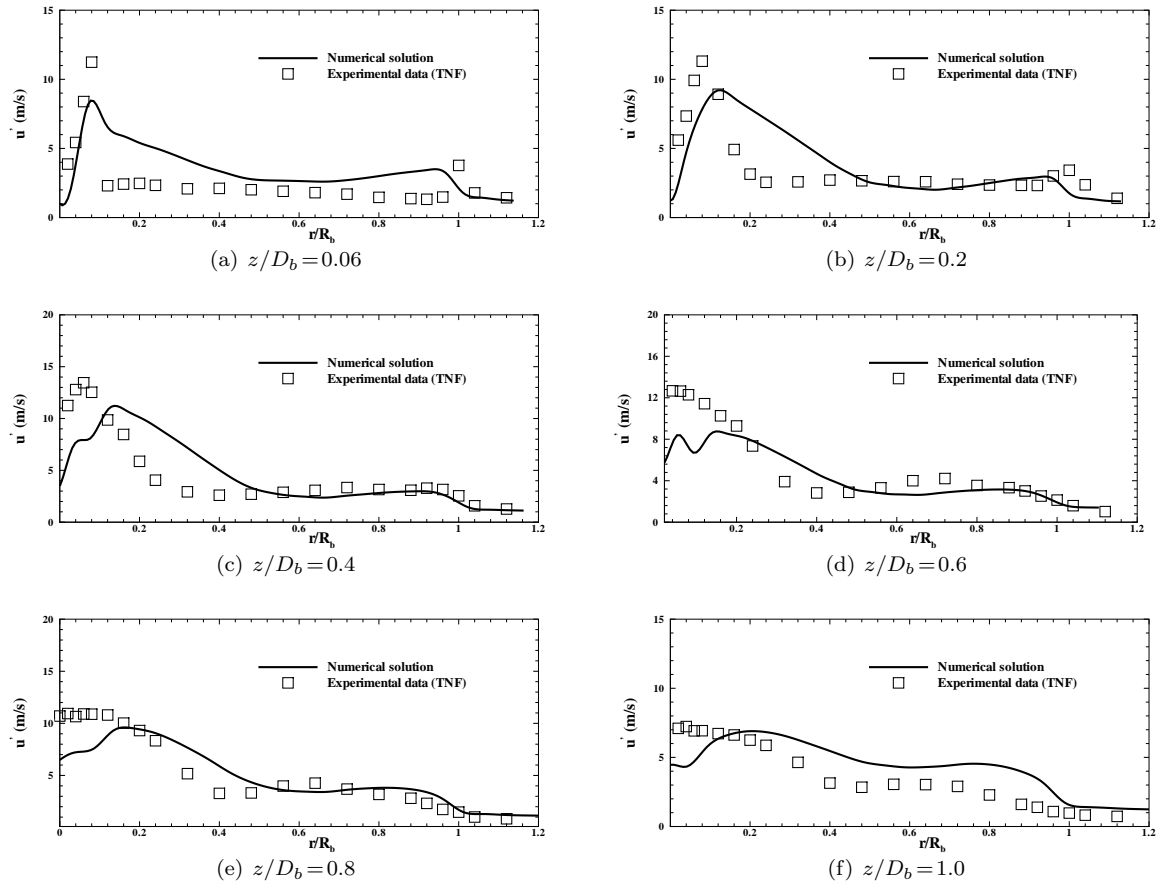 15
10
5
0
u' (m/s)
Numerical solution
Experimental data (TNF)
0.2 0.4 0.6 0.8 1 1.2
r/R_b
(a) z/D_b=0.06
15
10
5
0
u' (m/s)
Numerical solution
Experimental data (TNF)
0.2 0.4 0.6 0.8 1 1.2
r/R_b
(b) z/D_b=0.2
20
15
10
5
0
u' (m/s)
Numerical solution
Experimental data (TNF)
0.2 0.4 0.6 0.8 1 1.2
r/R_b
(c) z/D_b=0.4
20
16
12
8
4
0
u' (m/s)
Numerical solution
Experimental data (TNF)
0.2 0.4 0.6 0.8 1 1.2
r/R_b
(d) z/D_b=0.6
20
15
10
5
0
u' (m/s)
Numerical solution
Experimental data (TNF)
0 0.2 0.4 0.6 0.8 1 1.2
r/R_b
(e) z/D_b=0.8
15
10
5
0
u' (m/s)
Numerical solution
Experimental data (TNF)
0.2 0.4 0.6 0.8 1 1.2
r/R_b
(f) z/D_b=1.0